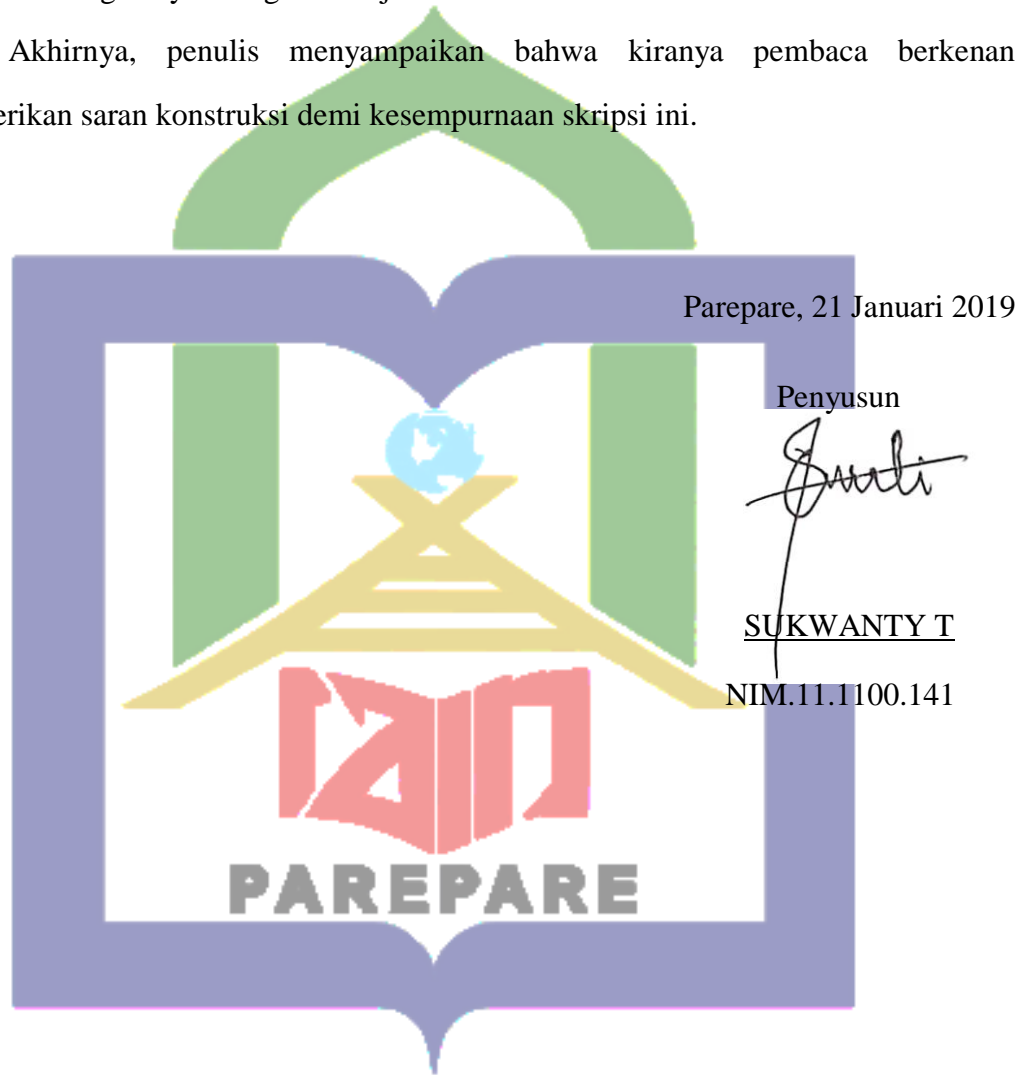 Akhirnya, penulis menyampaikan bahwa kiranya pembaca berkenan
erikan saran konstruksi demi kesempurnaan skripsi ini.
Parepare, 21 Januari 2019
Penyusun
SUKWANTY T
NIM.11.1100.141
iain
PAREPARE